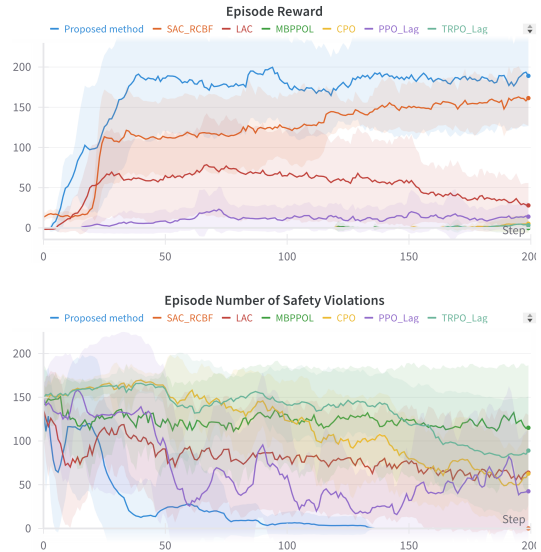 Episode Reward
Proposed method SAC_RCBF LAC MBPPOL CPO PPO_Lag TRPO_Lag
200
150
100
50
0
Step
0 50 100 150 200
Episode Number of Safety Violations
Proposed method SAC_RCBF LAC MBPPOL CPO PPO_Lag TRPO_Lag
200
150
100
50
0
Step
0 50 100 150 200